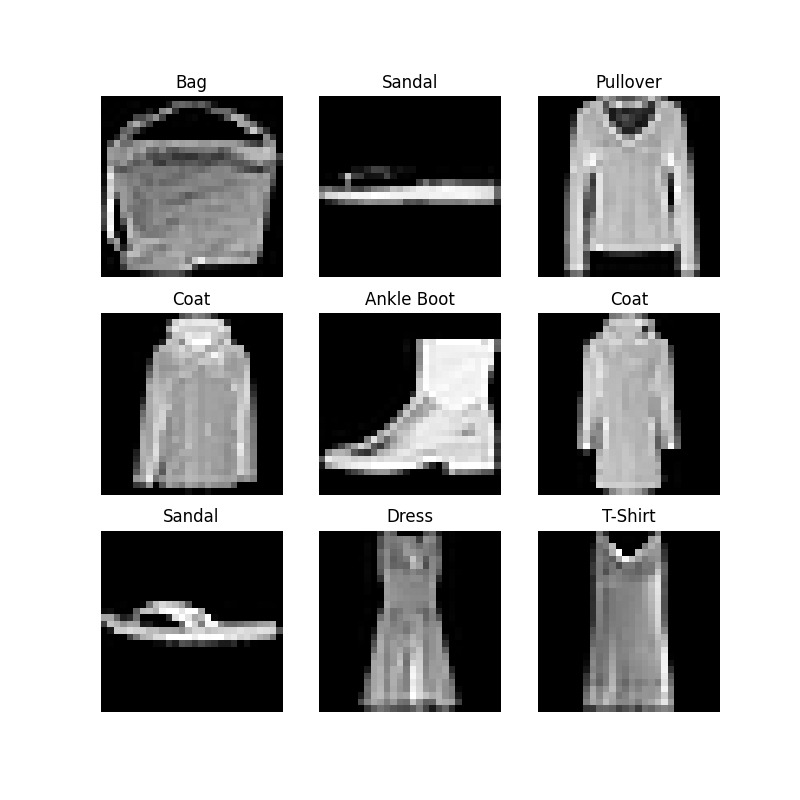 Bag
Sandal
Pullover
Coat
Ankle Boot
Coat
Sandal
Dress
T-Shirt